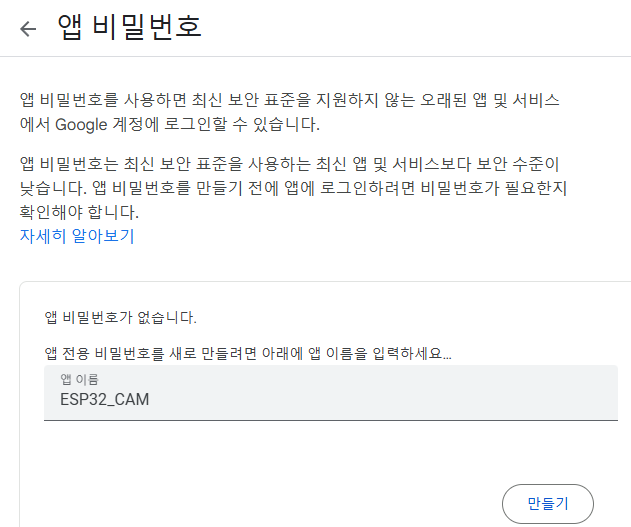 앱 비밀번호
앱 비밀번호를 사용하면 최신 보안 표준을 지원하지 않는 오래된 앱 및 서비스
에서 Google 계정에 로그인할 수 있습니다.
앱 비밀번호는 최신 보안 표준을 사용하는 최신 앱 및 서비스보다 보안 수준이
낮습니다. 앱 비밀번호를 만들기 전에 앱에 로그인하려면 비밀번호가 필요한지
확인해야 합니다.
자세히 알아보기
앱 비밀번호가 없습니다.
앱 전용 비밀번호를 새로 만들려면 아래에 앱 이름을 입력하세요...
앱 이름
ESP32_CAM
만들기